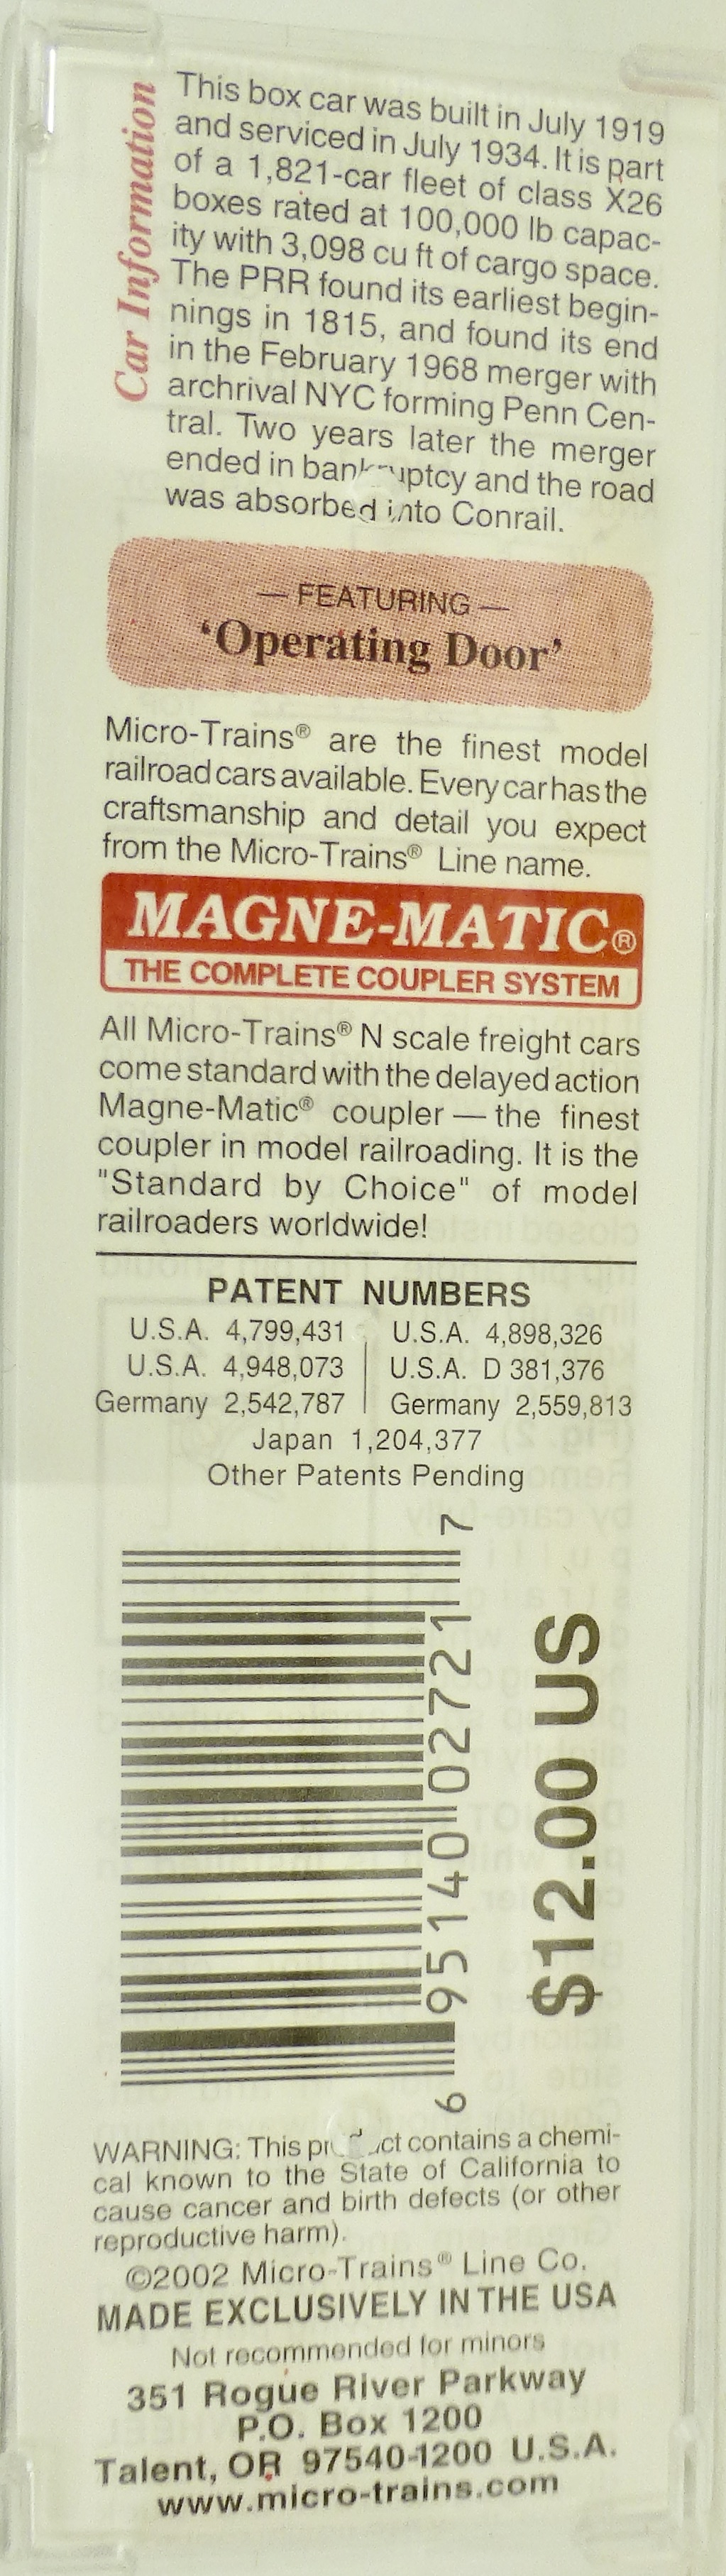 Car Information
This box car was built in July 1919
and serviced in July 1934. It is part
of a 1,821-car fleet of class X26
boxes rated at 100,000 lb capac-
ity with 3,098 cu ft of cargo space.
The PRR found its earliest begin-
nings in 1815, and found its end
in the February 1968 merger with
archrival NYC forming Penn Cen-
tral. Two years later the merger
ended in bankruptcy and the road
was absorbed into Conrail.
— FEATURING —
‘Operating Door’
Micro-Trains® are the finest model
railroad cars available. Every car has the
craftsmanship and detail you expect
from the Micro-Trains® Line name.
MAGNE-MATIC®
THE COMPLETE COUPLER SYSTEM
All Micro-Trains® N scale freight cars
come standard with the delayed action
Magne-Matic® coupler — the finest
coupler in model railroading. It is the
"Standard by Choice" of model
railroaders worldwide!
PATENT NUMBERS
U.S.A. 4,799,431 U.S.A. 4,898,326
U.S.A. 4,948,073 | U.S.A. D 381,376
Germany 2,542,787 | Germany 2,559,813
Japan 1,204,377
Other Patents Pending
6 95140 02721 7
$12.00 US
WARNING: This product contains a chemi-
cal known to the State of California to
cause cancer and birth defects (or other
reproductive harm).
©2002 Micro-Trains® Line Co.
MADE EXCLUSIVELY IN THE USA
Not recommended for minors
351 Rogue River Parkway
P.O. Box 1200
Talent, OR 97540-1200 U.S.A.
www.micro-trains.com